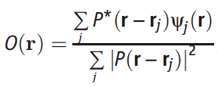 O(r) = ∑_j P*(r − r_j)ψ_j(r) / ∑_j |P(r − r_j)|²